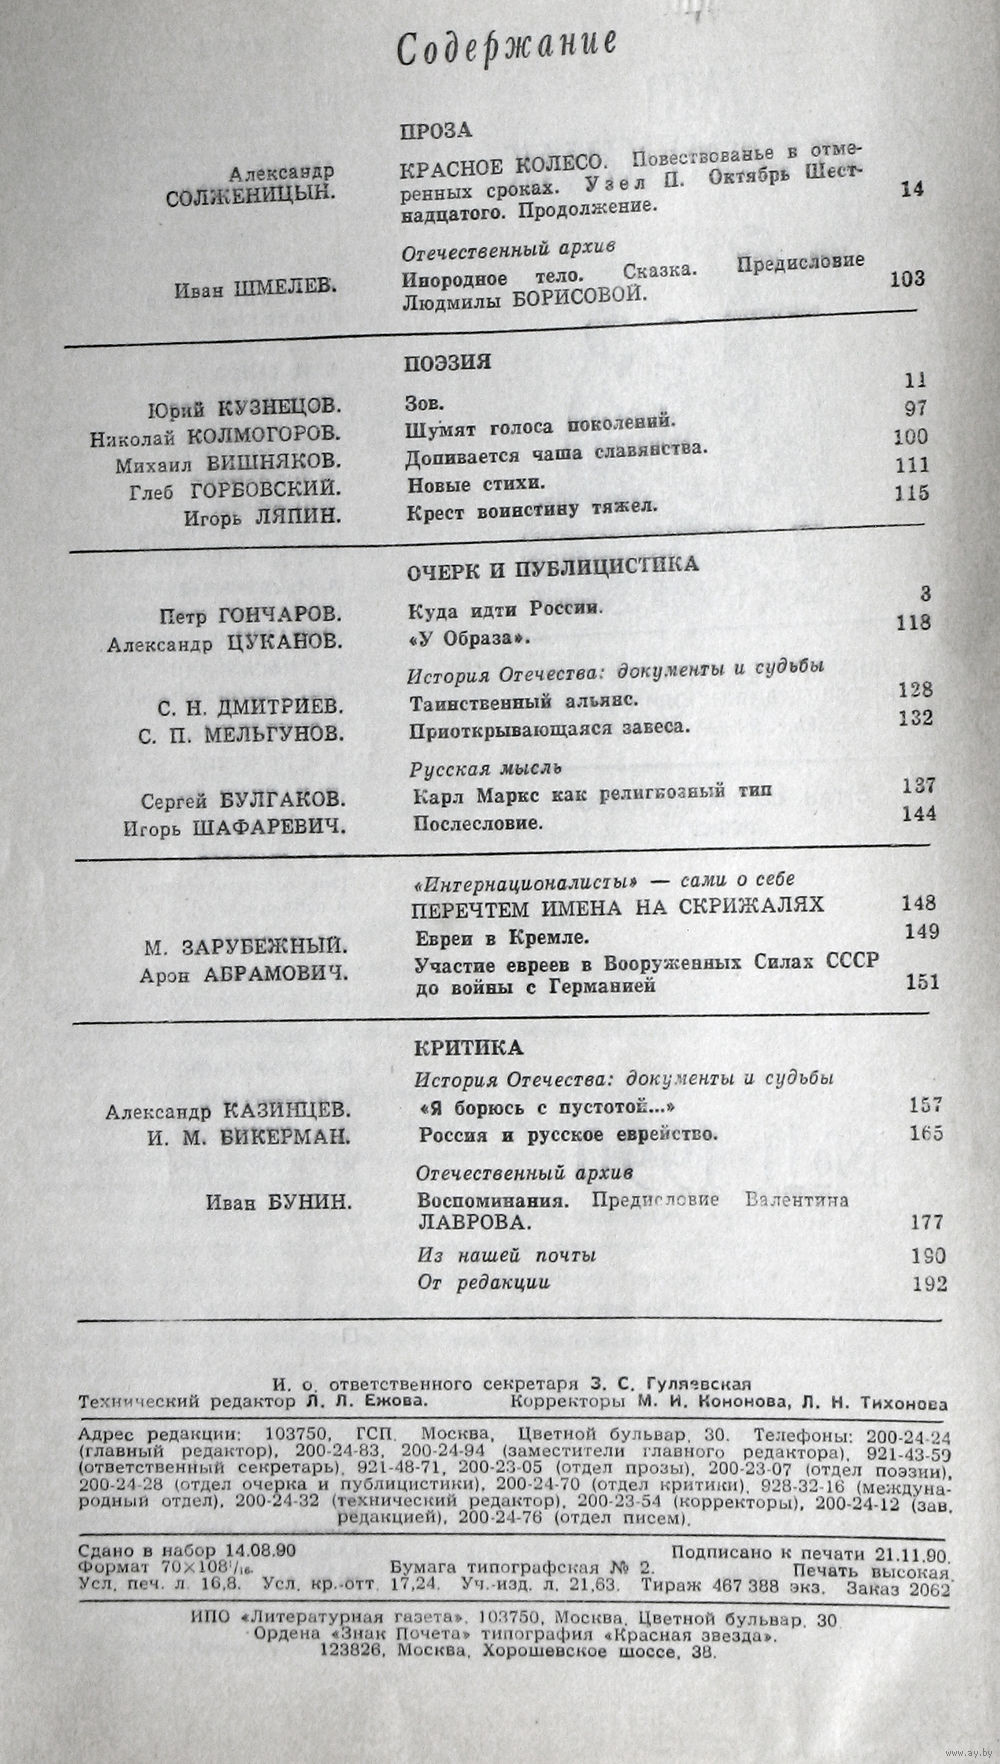 Содержание
ПРОЗА
Александр
СОЛЖЕНИЦЫН.
КРАСНОЕ КОЛЕСО. Повествованье в отме-
ренных сроках. Узел II. Октябрь Шест-
надцатого. Продолжение. 14
Отечественный архив
Иван ШМЕЛЕВ. Инородное тело. Сказка. Предисловие
Людмилы БОРИСОВОЙ. 103
ПОЭЗИЯ
Юрий КУЗНЕЦОВ. Зов. 11
Николай КОЛМОГОРОВ. Шумят голоса поколений. 97
Михаил ВИШНЯКОВ. Допивается чаша славянства. 100
Глеб ГОРБОВСКИЙ. Новые стихи. 111
Игорь ЛЯПИН. Крест воинстину тяжел. 115
ОЧЕРК И ПУБЛИЦИСТИКА
Петр ГОНЧАРОВ. Куда идти России. 3
Александр ЦУКАНОВ. «У Образа». 118
История Отечества: документы и судьбы
С. Н. ДМИТРИЕВ. Таинственный альянс. 128
С. П. МЕЛЬГУНОВ. Приоткрывающаяся завеса. 132
Русская мысль
Сергей БУЛГАКОВ. Карл Маркс как религиозный тип 137
Игорь ШАФАРЕВИЧ. Послесловие. 144
«Интернационалисты» — сами о себе
ПЕРЕЧТЕМ ИМЕНА НА СКРИЖАЛЯХ 148
М. ЗАРУБЕЖНЫЙ. Евреи в Кремле. 149
Арон АБРАМОВИЧ. Участие евреев в Вооруженных Силах СССР
до войны с Германией 151
КРИТИКА
История Отечества: документы и судьбы
Александр КАЗИНЦЕВ. «Я борюсь с пустотой...» 157
И. М. БИКЕРМАН. Россия и русское еврейство. 165
Отечественный архив
Иван БУНИН. Воспоминания. Предисловие Валентина
ЛАВРОВА. 177
Из нашей почты 190
От редакции 192
И. о. ответственного секретаря З. С. Гуляевская
Технический редактор Л. Л. Ежова. Корректоры М. И. Кононова, Л. Н. Тихонова
Адрес редакции: 103750, ГСП. Москва, Цветной бульвар, 30. Телефоны: 200-24-24
(главный редактор), 200-24-83, 200-24-94 (заместители главного редактора), 921-43-59
(ответственный секретарь), 921-48-71, 200-23-05 (отдел прозы), 200-23-07 (отдел поэзии),
200-24-28 (отдел очерка и публицистики), 200-24-70 (отдел критики), 928-32-16 (междуна-
родный отдел), 200-24-32 (технический редактор), 200-23-54 (корректоры), 200-24-12 (зав.
редакцией), 200-24-76 (отдел писем).
Сдано в набор 14.08.90 Подписано к печати 21.11.90.
Формат 70×108¹/₁₆. Бумага типографская № 2. Печать высокая.
Усл. печ. л. 16,8. Усл. кр.-отт. 17,24. Уч.-изд. л. 21,63. Тираж 467 388 экз. Заказ 2062
ИПО «Литературная газета». 103750, Москва, Цветной бульвар, 30
Ордена «Знак Почета» типография «Красная звезда».
123826, Москва, Хорошевское шоссе, 38.
www.ay.by